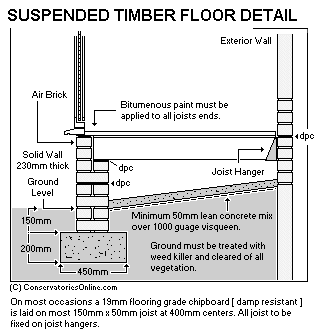 SUSPENDED TIMBER FLOOR DETAIL
Exterior Wall
Air Brick
Bitumenous paint must be
applied to all joists ends.
dpc
Solid Wall
230mm thick
dpc
Joist Hanger
dpc
Ground
Level
150mm
Minimum 50mm lean concrete mix
over 1000 guage visqueen.
200mm
Ground must be treated with
weed killer and cleared of all
vegetation.
450mm
(C) ConservatoriesOnline.com
On most occasions a 19mm flooring grade chipboard [ damp resistant ]
is laid on most 150mm x 50mm joist at 400mm centers. All joist to be
fixed on joist hangers.